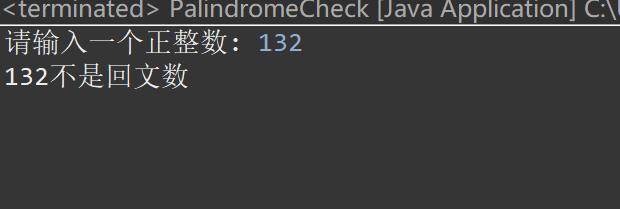 <terminated> PalindromeCheck [Java Application] C:\
请输入一个正整数: 132
132不是回文数